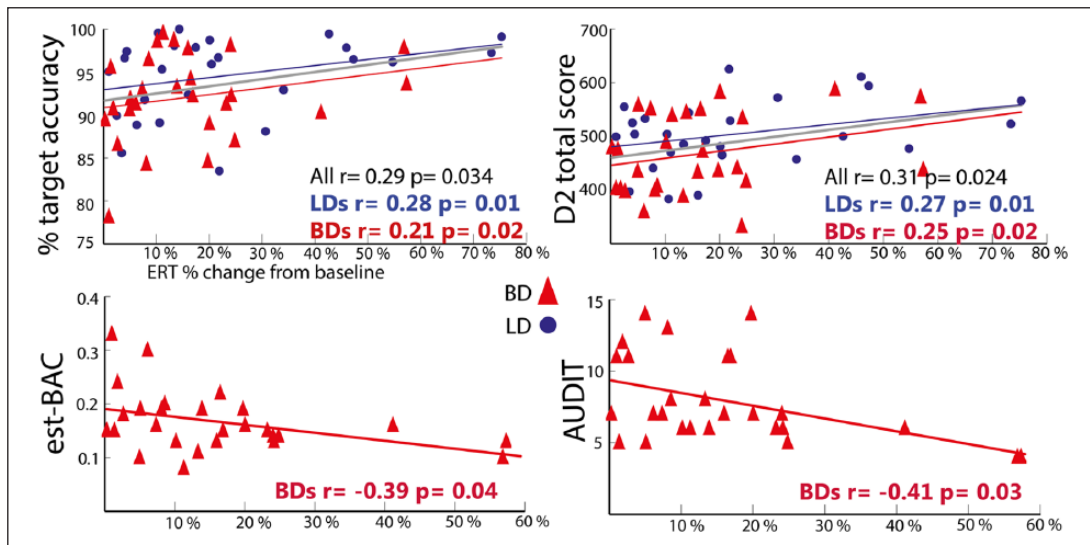 % target accuracy
100
95
90
85
80
75
All r= 0.29 p= 0.034
LDs r= 0.28 p= 0.01
BDs r= 0.21 p= 0.02
10 % 20 % 30 % 40 % 50 % 60 % 70 % 80 %
ERT % change from baseline
D2 total score
700
600
500
400
All r= 0.31 p= 0.024
LDs r= 0.27 p= 0.01
BDs r= 0.25 p= 0.02
10 % 20 % 30 % 40 % 50 % 60 % 70 % 80 %
BD
LD
est-BAC
0.4
0.3
0.2
0.1
BDs r= -0.39 p= 0.04
10 % 20 % 30 % 40 % 50 % 60 %
AUDIT
15
10
5
BDs r= -0.41 p= 0.03
10 % 20 % 30 % 40 % 50 % 60 %